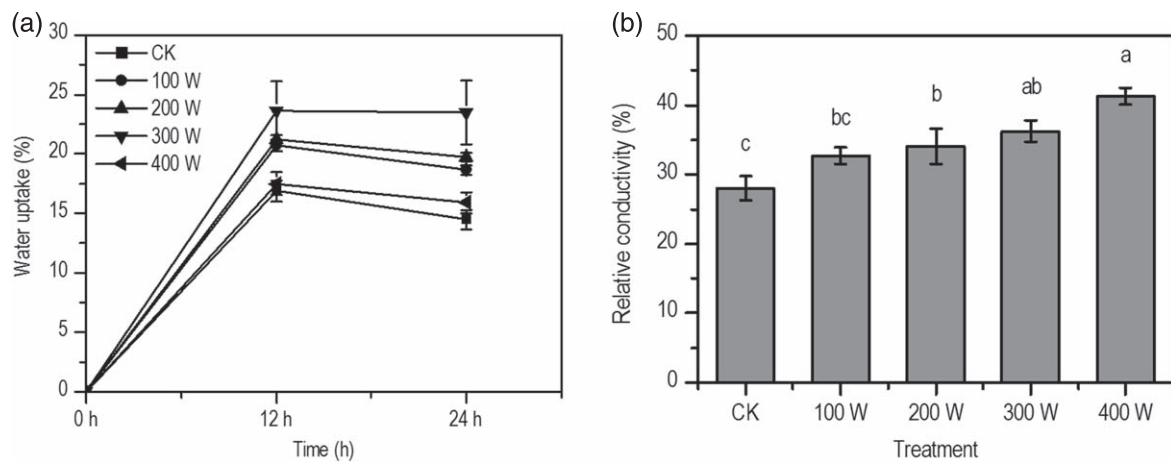 (a)
30
25
20
15
10
5
0
Water uptake (%)
CK
100 W
200 W
300 W
400 W
0 h
12 h
24 h
Time (h)
(b)
50
40
30
20
10
0
Relative conductivity (%)
c
bc
b
ab
a
CK
100 W
200 W
300 W
400 W
Treatment